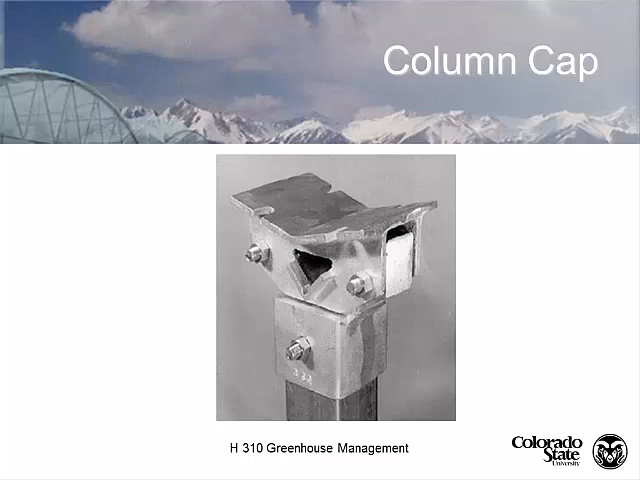 Column Cap
H 310 Greenhouse Management
Colorado
State
University